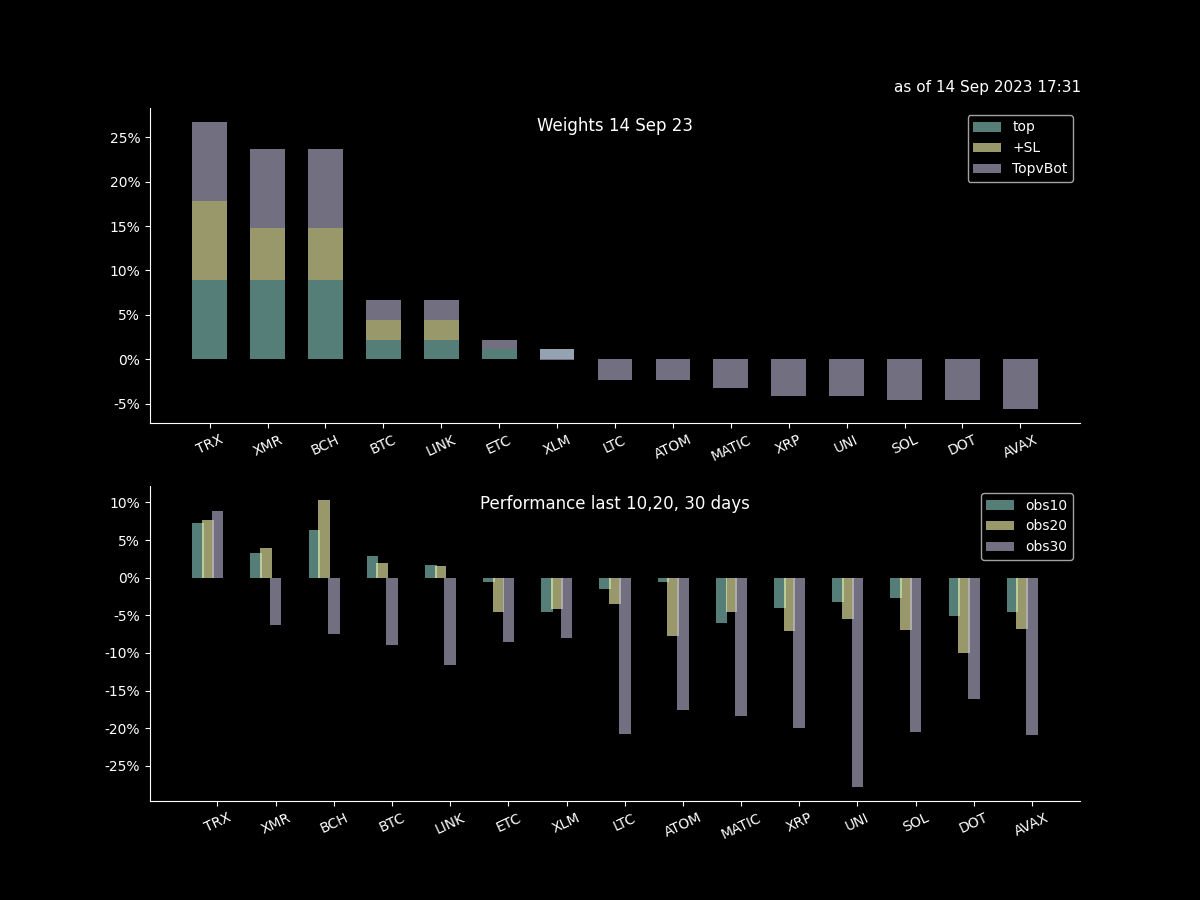 as of 14 Sep 2023 17:31
Weights 14 Sep 23
top
+SL
TopvBot
25%
20%
15%
10%
5%
0%
-5%
TRX XMR BCH BTC LINK ETC XLM LTC ATOM MATIC XRP UNI SOL DOT AVAX
Performance last 10,20, 30 days
obs10
obs20
obs30
10%
5%
0%
-5%
-10%
-15%
-20%
-25%
TRX XMR BCH BTC LINK ETC XLM LTC ATOM MATIC XRP UNI SOL DOT AVAX